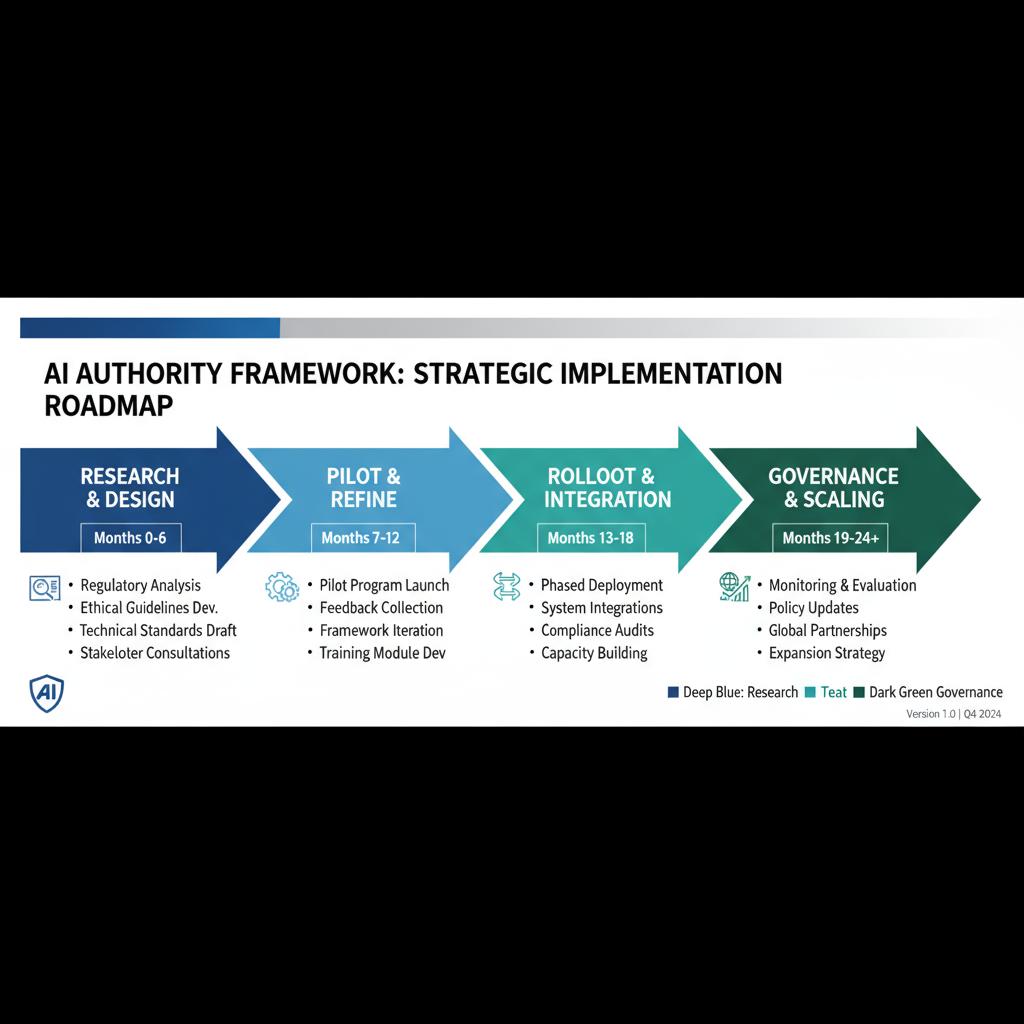 AI AUTHORITY FRAMEWORK: STRATEGIC IMPLEMENTATION
ROADMAP
RESEARCH
& DESIGN
Months 0-6
PILOT &
REFINE
Months 7-12
ROLLOOT &
INTEGRATION
Months 13-18
GOVERNANCE
& SCALING
Months 19-24+
• Regulatory Analysis
• Ethical Guidelines Dev.
• Technical Standards Draft
• Stakeloter Consultations
• Pilot Program Launch
• Feedback Collection
• Framework Iteration
• Training Module Dev
• Phased Deployment
• System Integrations
• Compliance Audits
• Capacity Building
• Monitoring & Evaluation
• Policy Updates
• Global Partnerships
• Expansion Strategy
AI
Deep Blue: Research Teat Dark Green Governance
Version 1.0 | Q4 2024